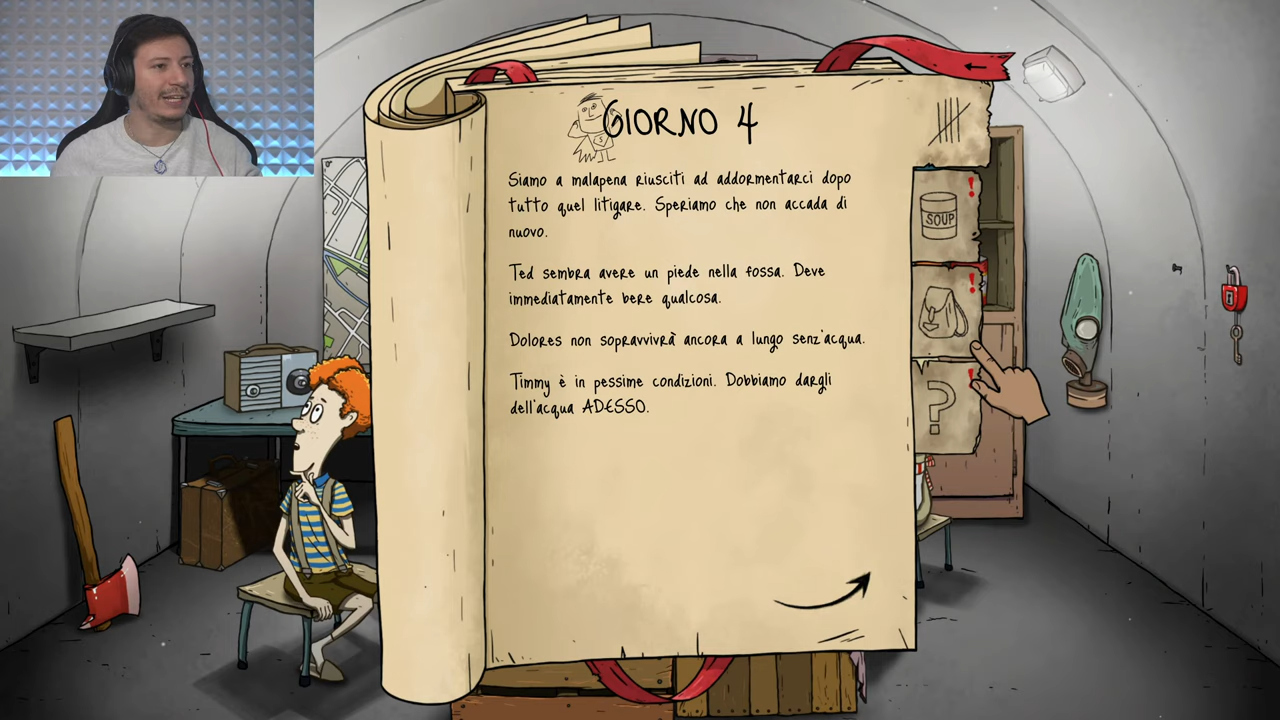 GIORNO 4
Siamo a malapena riusciti ad addormentarci dopo
tutto quel litigare. Speriamo che non accada di
nuovo.
Ted sembra avere un piede nella fossa. Deve
immediatamente bere qualcosa.
Dolores non sopravvivrà ancora a lungo senz'acqua.
Timmy è in pessime condizioni. Dobbiamo dargli
dell'acqua ADESSO.
!
SOUP
!
!
?